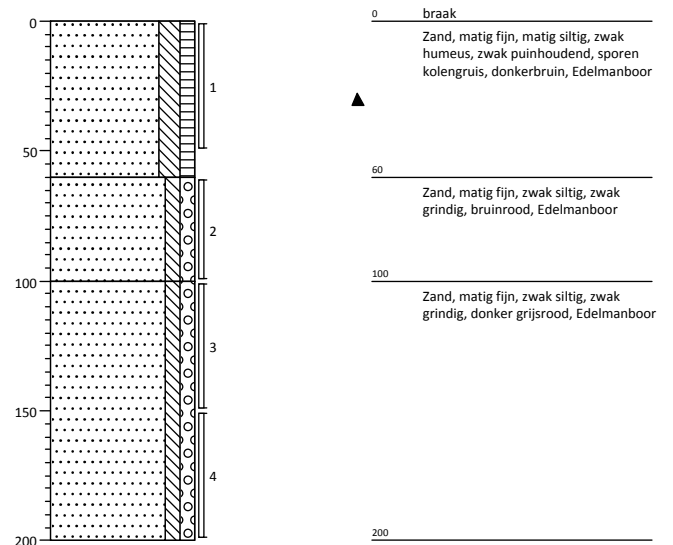 0
50
100
150
200
1
2
3
4
0 braak
Zand, matig fijn, matig siltig, zwak
humeus, zwak puinhoudend, sporen
kolengruis, donkerbruin, Edelmanboor
60
Zand, matig fijn, zwak siltig, zwak
grindig, bruinrood, Edelmanboor
100
Zand, matig fijn, zwak siltig, zwak
grindig, donker grijsrood, Edelmanboor
200